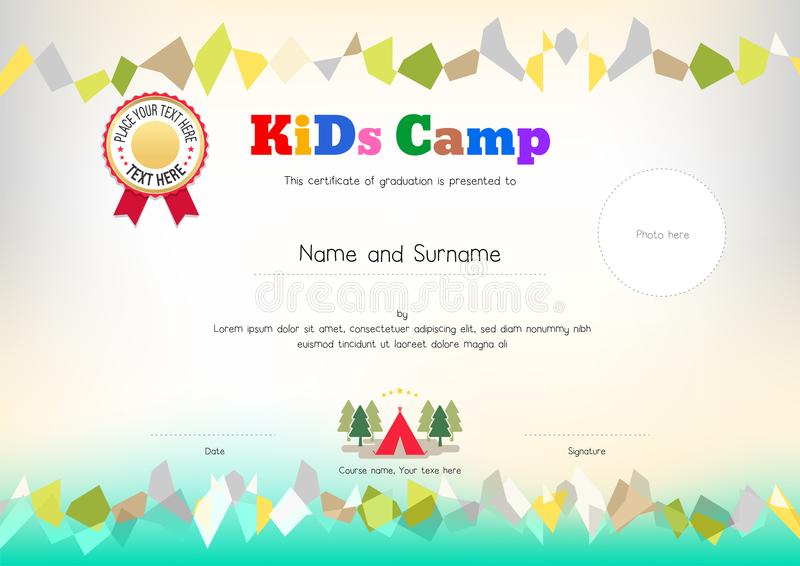 PLACE YOUR TEXT HERE
TEXT HERE
KiDs Camp
This certificate of graduation is presented to
Photo here
Name and Surname
dreamstime
by
Lorem ipsum dolor sit amet, consectetuer adipiscing elit, sed diam nonummy nibh
euismod tincidunt ut laoreet dolore magna ali
Date
Signature
Course name, Your texe here